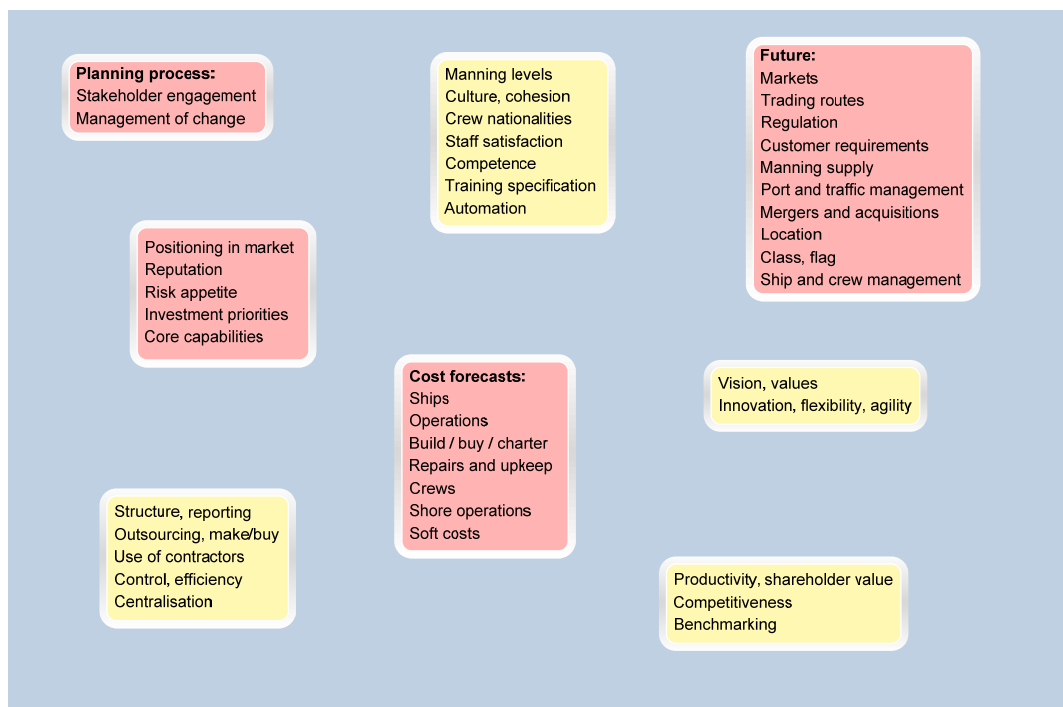 Planning process:
Stakeholder engagement
Management of change
Manning levels
Culture, cohesion
Crew nationalities
Staff satisfaction
Competence
Training specification
Automation
Future:
Markets
Trading routes
Regulation
Customer requirements
Manning supply
Port and traffic management
Mergers and acquisitions
Location
Class, flag
Ship and crew management
Positioning in market
Reputation
Risk appetite
Investment priorities
Core capabilities
Cost forecasts:
Ships
Operations
Build / buy / charter
Repairs and upkeep
Crews
Shore operations
Soft costs
Vision, values
Innovation, flexibility, agility
Structure, reporting
Outsourcing, make/buy
Use of contractors
Control, efficiency
Centralisation
Productivity, shareholder value
Competitiveness
Benchmarking